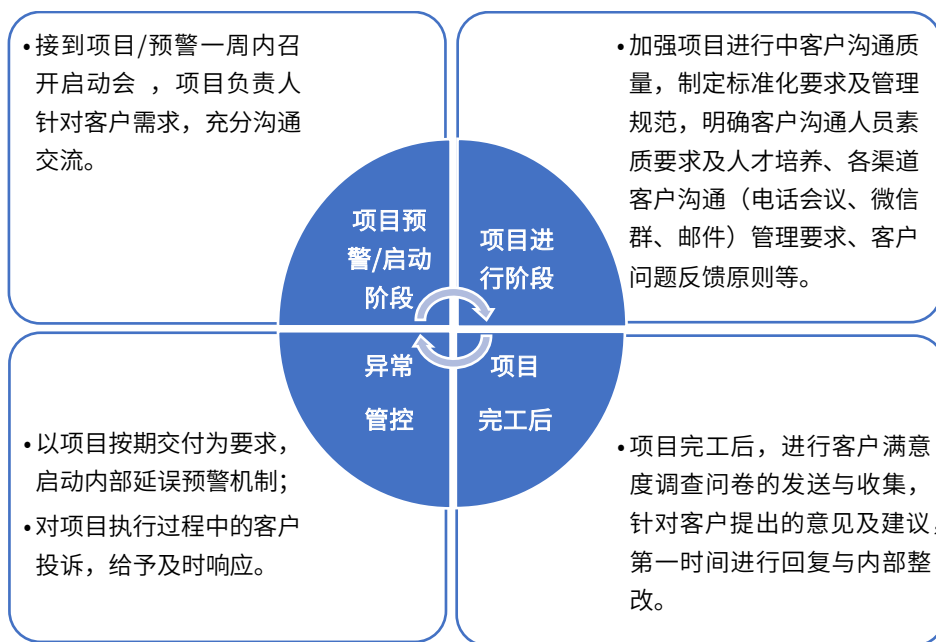 •接到项目/预警一周内召
开启动会 ，项目负责人
针对客户需求，充分沟通
交流。
•加强项目进行中客户沟通质
量，制定标准化要求及管理
规范，明确客户沟通人员素
质要求及人才培养、各渠道
客户沟通（电话会议、微信
群、邮件）管理要求、客户
问题反馈原则等。
项目预
警/启动
阶段
项目进
行阶段
异常
管控
项目
完工后
•以项目按期交付为要求，
启动内部延误预警机制；
•对项目执行过程中的客户
投诉，给予及时响应。
•项目完工后，进行客户满意
度调查问卷的发送与收集，
针对客户提出的意见及建议，
第一时间进行回复与内部整
改。